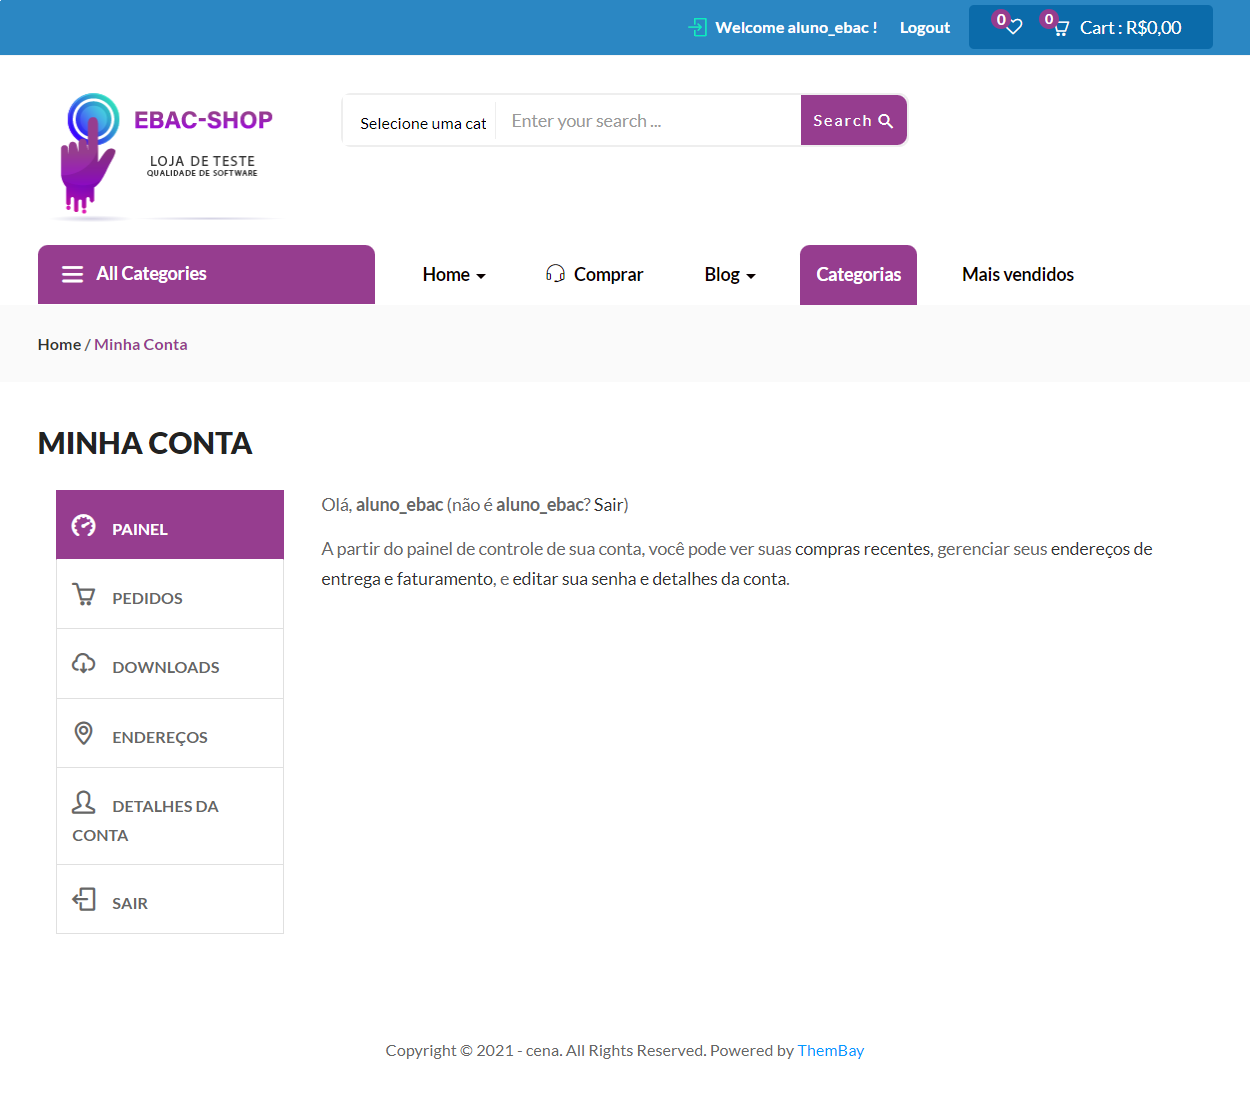 Welcome aluno_ebac ! Logout 0 0 Cart : R$0,00
EBAC-SHOP
LOJA DE TESTE
QUALIDADE DE SOFTWARE
Selecione uma cat Enter your search ... Search
All Categories Home Comprar Blog Categorias Mais vendidos
Home / Minha Conta
MINHA CONTA
PAINEL
PEDIDOS
DOWNLOADS
ENDEREÇOS
DETALHES DA
CONTA
SAIR
Olá, aluno_ebac (não é aluno_ebac? Sair)
A partir do painel de controle de sua conta, você pode ver suas compras recentes, gerenciar seus endereços de
entrega e faturamento, e editar sua senha e detalhes da conta.
Copyright © 2021 - cena. All Rights Reserved. Powered by ThemBay